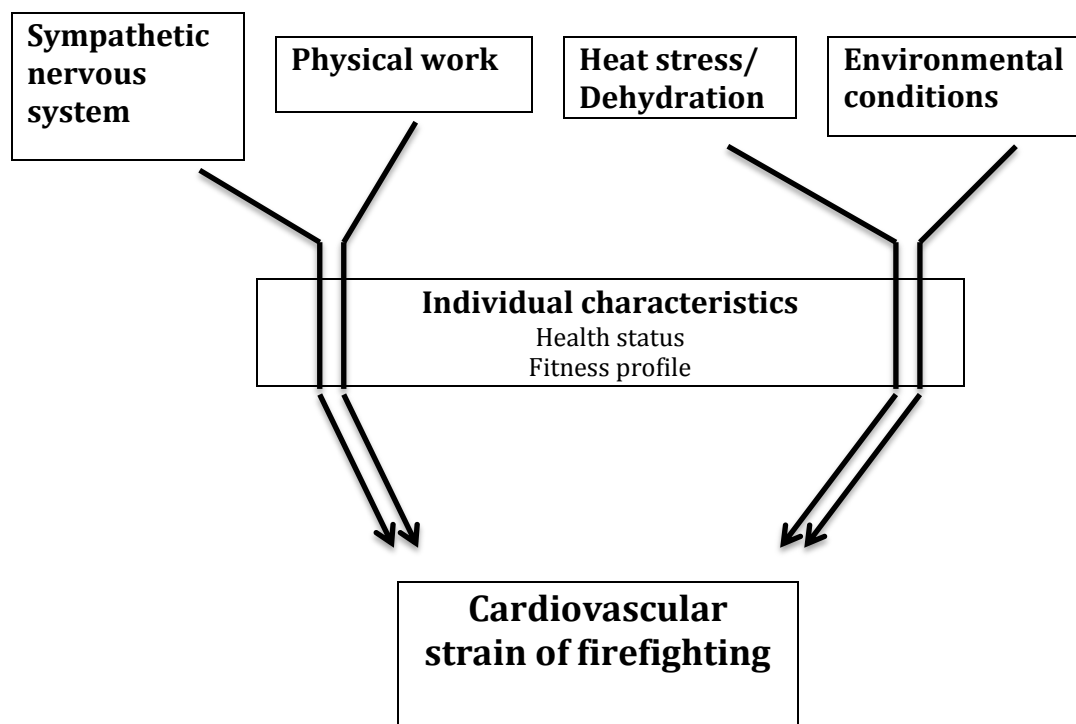 Sympathetic
nervous
system
Physical work
Heat stress/
Dehydration
Environmental
conditions
Individual characteristics
Health status
Fitness profile
Cardiovascular
strain of firefighting